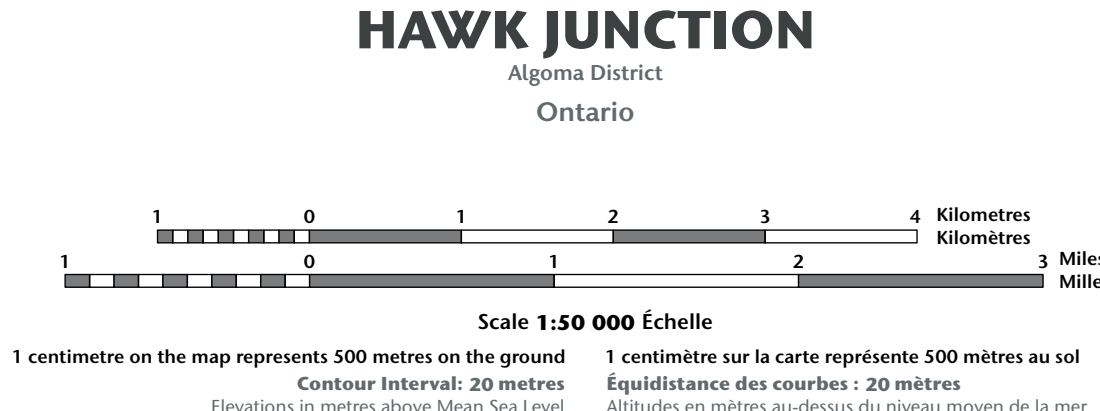 HAWK JUNCTION
Algoma District
Ontario
1 0 1 2 3 4 Kilometres
Kilomètres
1 0 1 2 3 Miles
Mille
Scale 1:50 000 Échelle
1 centimetre on the map represents 500 metres on the ground
1 centimètre sur la carte représente 500 mètres au sol
Contour Interval: 20 metres
Équidistance des courbes : 20 mètres
Elevations in metres above Mean Sea Level
Altitudes en mètres au-dessus du niveau moyen de la mer